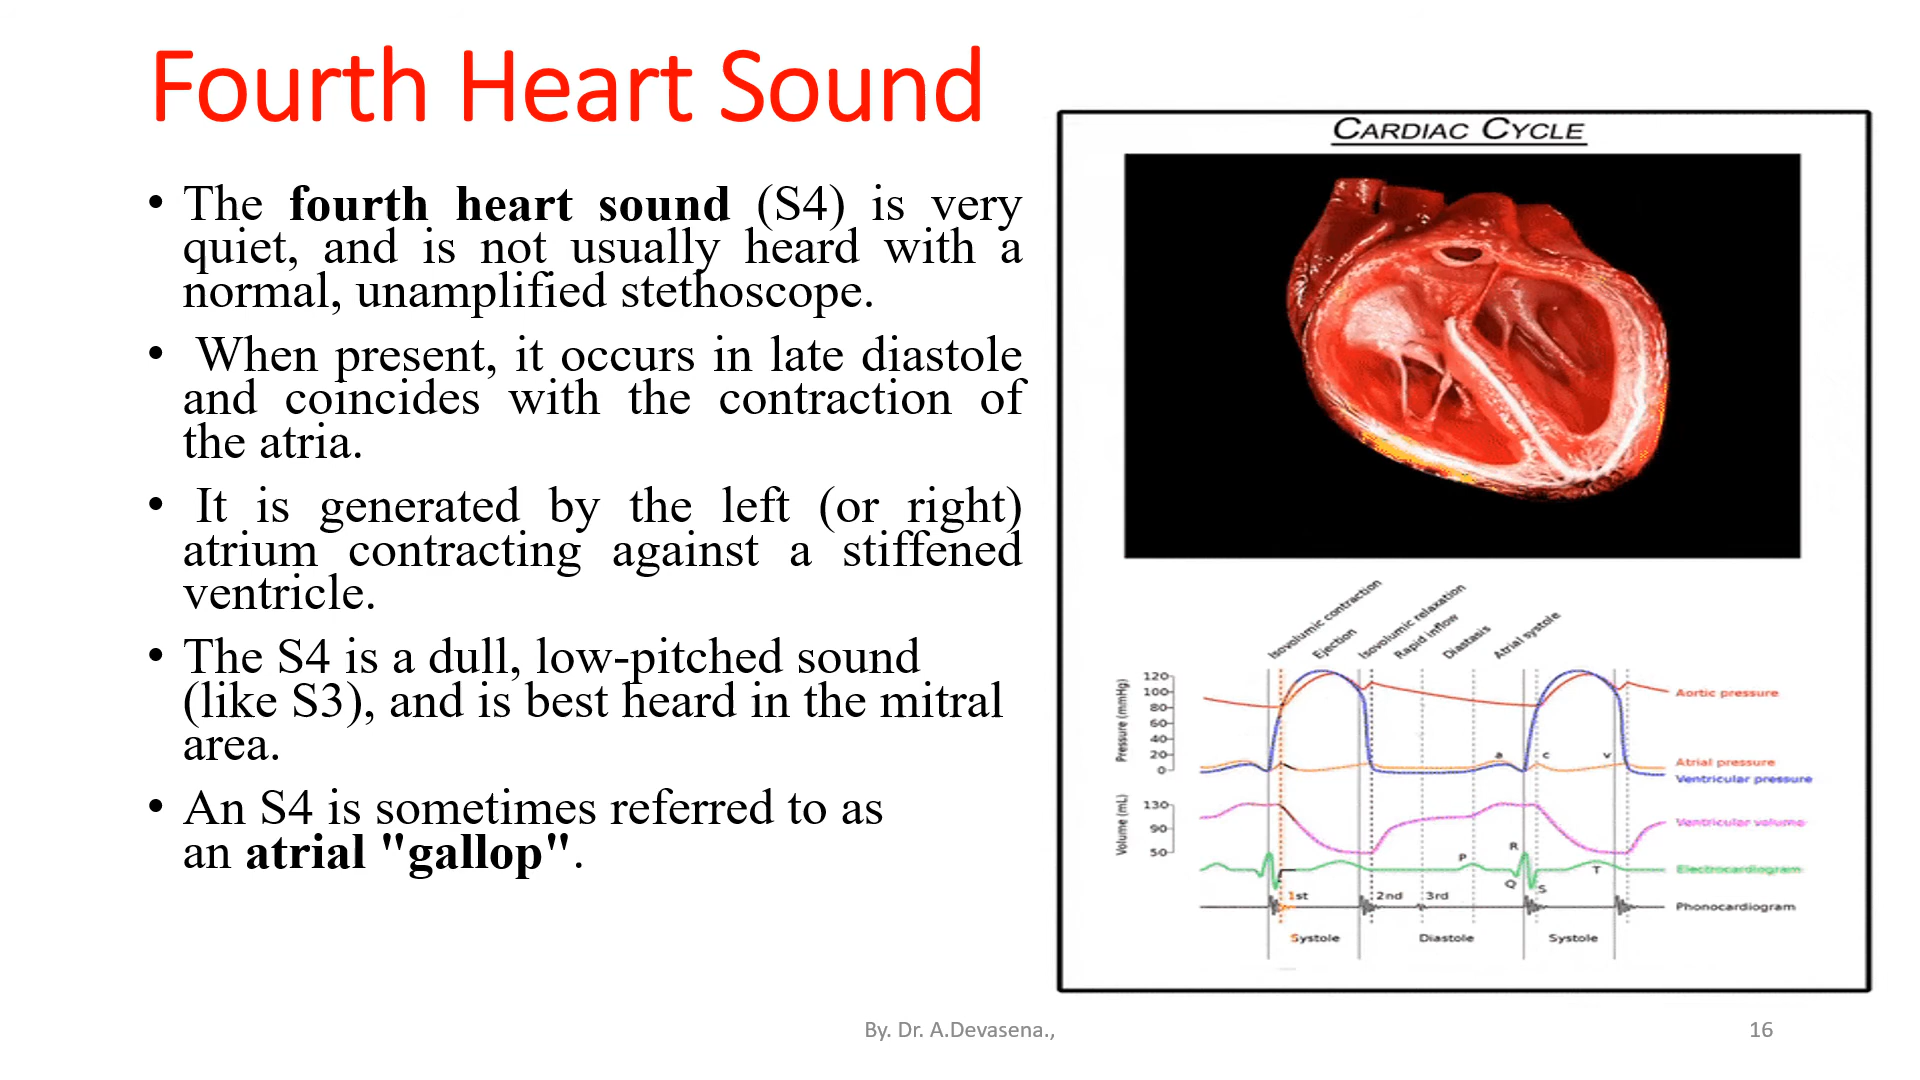 Fourth Heart Sound
• The fourth heart sound (S4) is very
quiet, and is not usually heard with a
normal, unamplified stethoscope.
• When present, it occurs in late diastole
and coincides with the contraction of
the atria.
• It is generated by the left (or right)
atrium contracting against a stiffened
ventricle.
• The S4 is a dull, low-pitched sound
(like S3), and is best heard in the mitral
area.
• An S4 is sometimes referred to as
an atrial "gallop".
CARDIAC CYCLE
Isovolumic contraction
Ejection
Isovolumic relaxation
Rapid inflow
Diastasis
Atrial systole
Pressure (mmHg)
120
100
80
60
40
20
0
a
c
v
Aortic pressure
Atrial pressure
Ventricular pressure
Volume (mL)
130
90
50
Ventricular volume
P
R
Q
S
T
Electrocardiogram
1st
2nd
3rd
Phonocardiogram
Systole
Diastole
Systole
By. Dr. A.Devasena.,
16